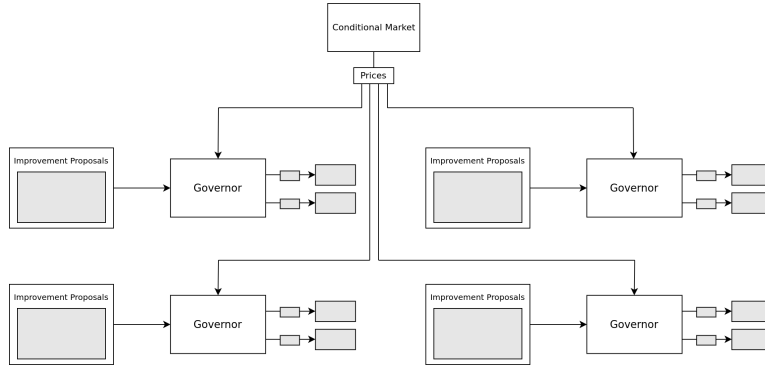 Conditional Market
Prices
Improvement Proposals
Governor
Improvement Proposals
Governor
Improvement Proposals
Governor
Improvement Proposals
Governor